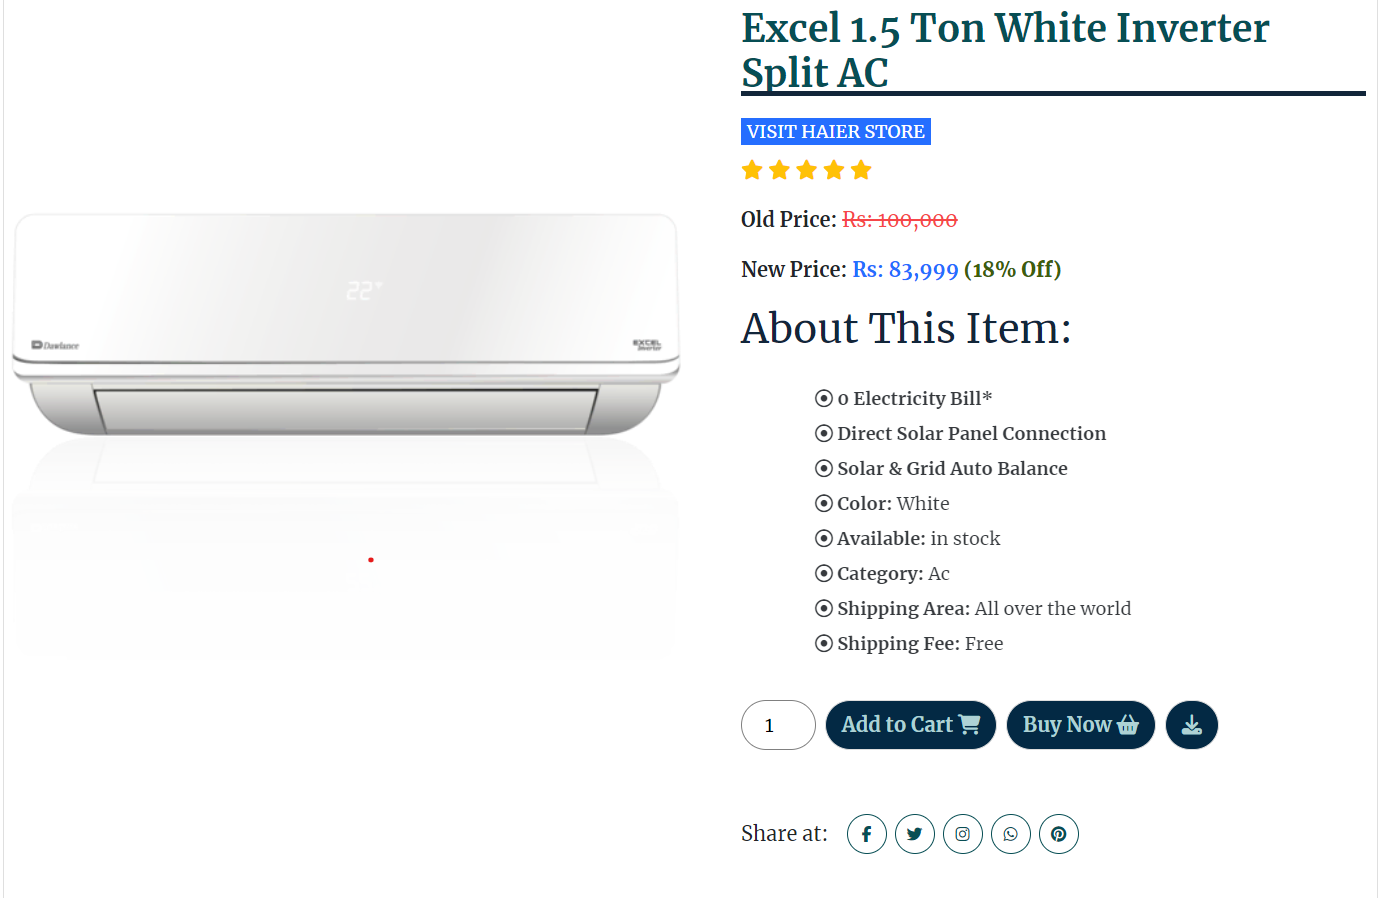 Excel 1.5 Ton White Inverter
Split AC
VISIT HAIER STORE
Old Price: Rs: 100,000
New Price: Rs: 83,999 (18% Off)
22°
Dawlance
EXCEL
Inverter
About This Item:
0 Electricity Bill*
Direct Solar Panel Connection
Solar & Grid Auto Balance
Color: White
Available: in stock
Category: Ac
Shipping Area: All over the world
Shipping Fee: Free
1
Add to Cart
Buy Now
Share at: